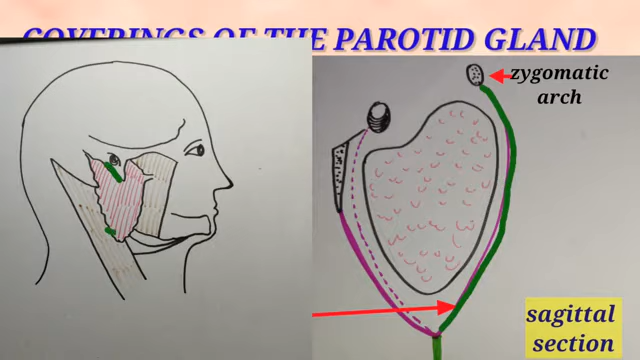 COVERINGS OF THE PAROTID GLAND
zygomatic
arch
sagittal
section